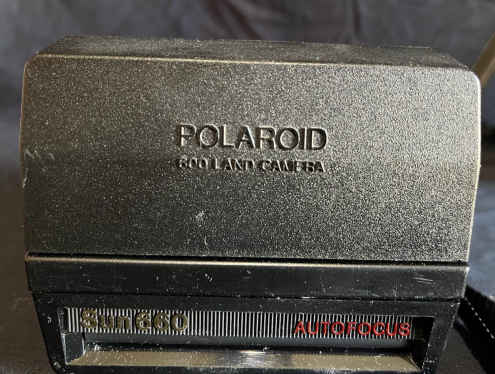 POLAROID
600 LAND CAMERA
Sun 660
AUTOFOCUS